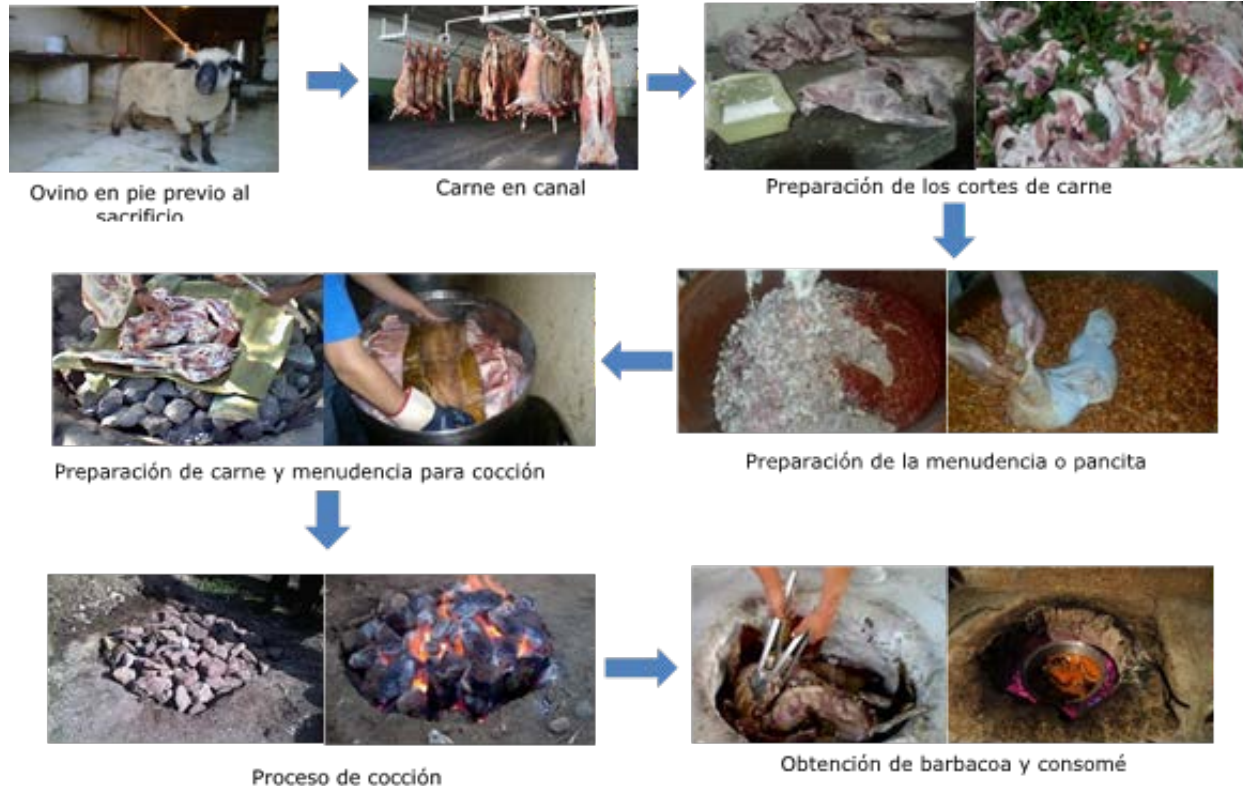 Ovino en pie previo al
sacrificio
Carne en canal
Preparación de los cortes de carne
Preparación de la menudencia o pancita
Preparación de carne y menudencia para cocción
Proceso de cocción
Obtención de barbacoa y consomé